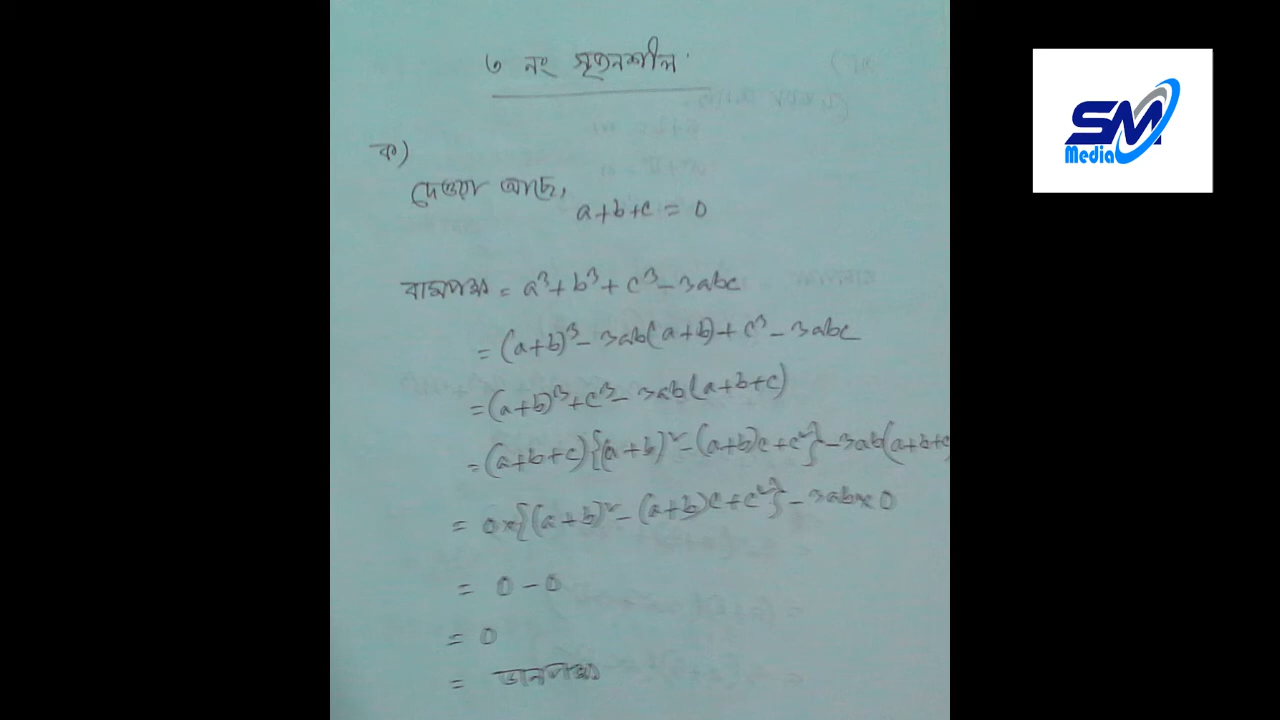 ৩ নং সৃজনশীল
ক)
দেওয়া আছে,
a+b+c = 0
বামপক্ষ = a³+b³+c³-3abc
= (a+b)³-3ab(a+b)+c³-3abc
= (a+b)³+c³-3ab(a+b+c)
= (a+b+c){(a+b)²-(a+b)c+c²}-3ab(a+b+c
= 0×{(a+b)²-(a+b)c+c²}-3ab×0
= 0-0
= 0
= ডানপক্ষ
SM
Media